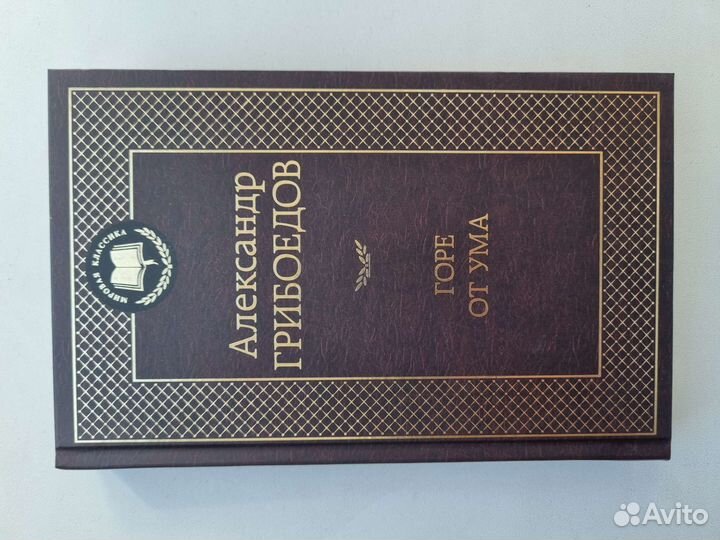 МИРОВАЯ КЛАССИКА
Александр
ГРИБОЕДОВ
ГОРЕ
ОТ УМА
Avito